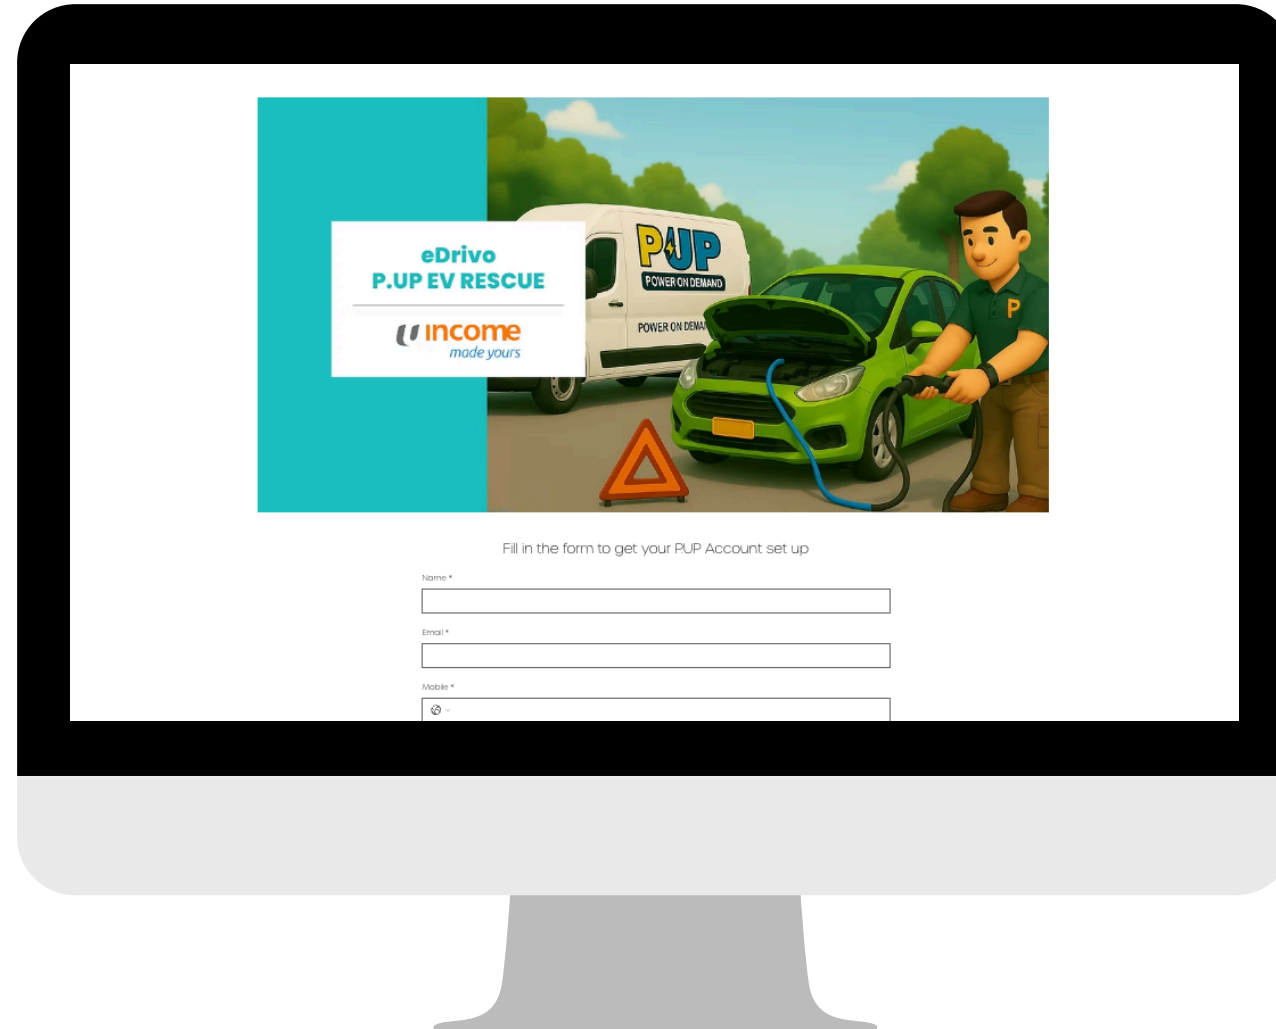 eDrivo
P.UP EV RESCUE
income
made yours
PUP
POWER ON DEMAND
POWER ON DEMA
P
Fill in the form to get your PUP Account set up
Name *
Email *
Mobile *